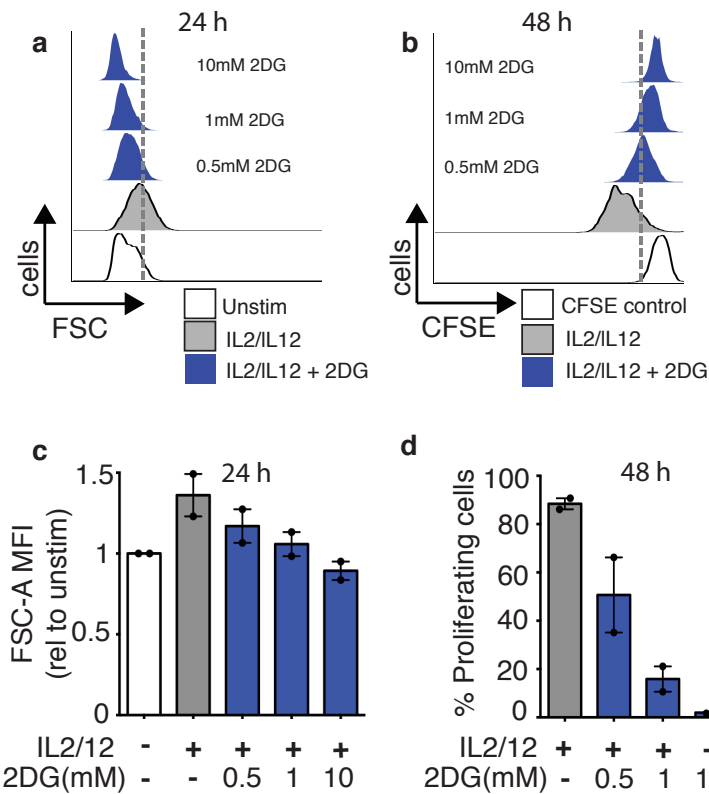 a 24 h
10mM 2DG
1mM 2DG
0.5mM 2DG
cells
FSC
Unstim
IL2/IL12
IL2/IL12 + 2DG
b 48 h
10mM 2DG
1mM 2DG
0.5mM 2DG
cells
CFSE
CFSE control
IL2/IL12
IL2/IL12 + 2DG
c 24 h
FSC-A MFI
(rel to unstim)
1.5
1
0.5
0
IL2/12 - + + + +
2DG(mM) - - 0.5 1 10
d 48 h
% Proliferating cells
100
80
60
40
20
0
IL2/12 + + +
2DG(mM) - 0.5 1 1